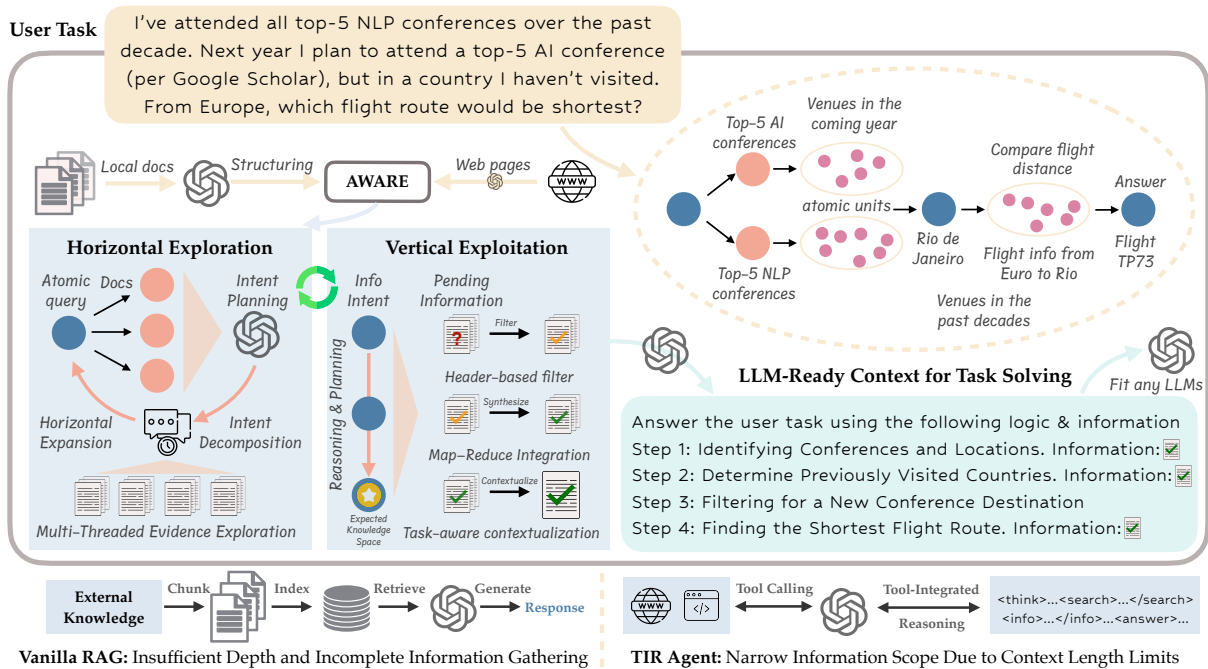 User Task
I've attended all top-5 NLP conferences over the past
decade. Next year I plan to attend a top-5 AI conference
(per Google Scholar), but in a country I haven't visited.
From Europe, which flight route would be shortest?
Local docs
Structuring
AWARE
Web pages
WWW
Top-5 AI
conferences
Venues in the
coming year
atomic units
Top-5 NLP
conferences
Rio de
Janeiro
Compare flight
distance
Flight info from
Euro to Rio
Answer
Flight
TP73
Venues in the
past decades
Horizontal Exploration
Atomic
query
Docs
Intent
Planning
Horizontal
Expansion
Intent
Decomposition
Multi-Threaded Evidence Exploration
Vertical Exploitation
Info
Intent
Pending
Information
Reasoning & Planning
Filter
?
Header-based filter
Synthesize
Map-Reduce Integration
Contextualize
Expected
Knowledge
Space
Task-aware contextualization
LLM-Ready Context for Task Solving
Fit any LLMs
Answer the user task using the following logic & information
Step 1: Identifying Conferences and Locations. Information:
Step 2: Determine Previously Visited Countries. Information:
Step 3: Filtering for a New Conference Destination
Step 4: Finding the Shortest Flight Route. Information:
External
Knowledge
Chunk
Index
Retrieve
Generate
Response
Vanilla RAG: Insufficient Depth and Incomplete Information Gathering
WWW
</>
Tool Calling
Tool-Integrated
Reasoning
<think>...<search>...</search>
<info>...</info>...<answer>...
TIR Agent: Narrow Information Scope Due to Context Length Limits